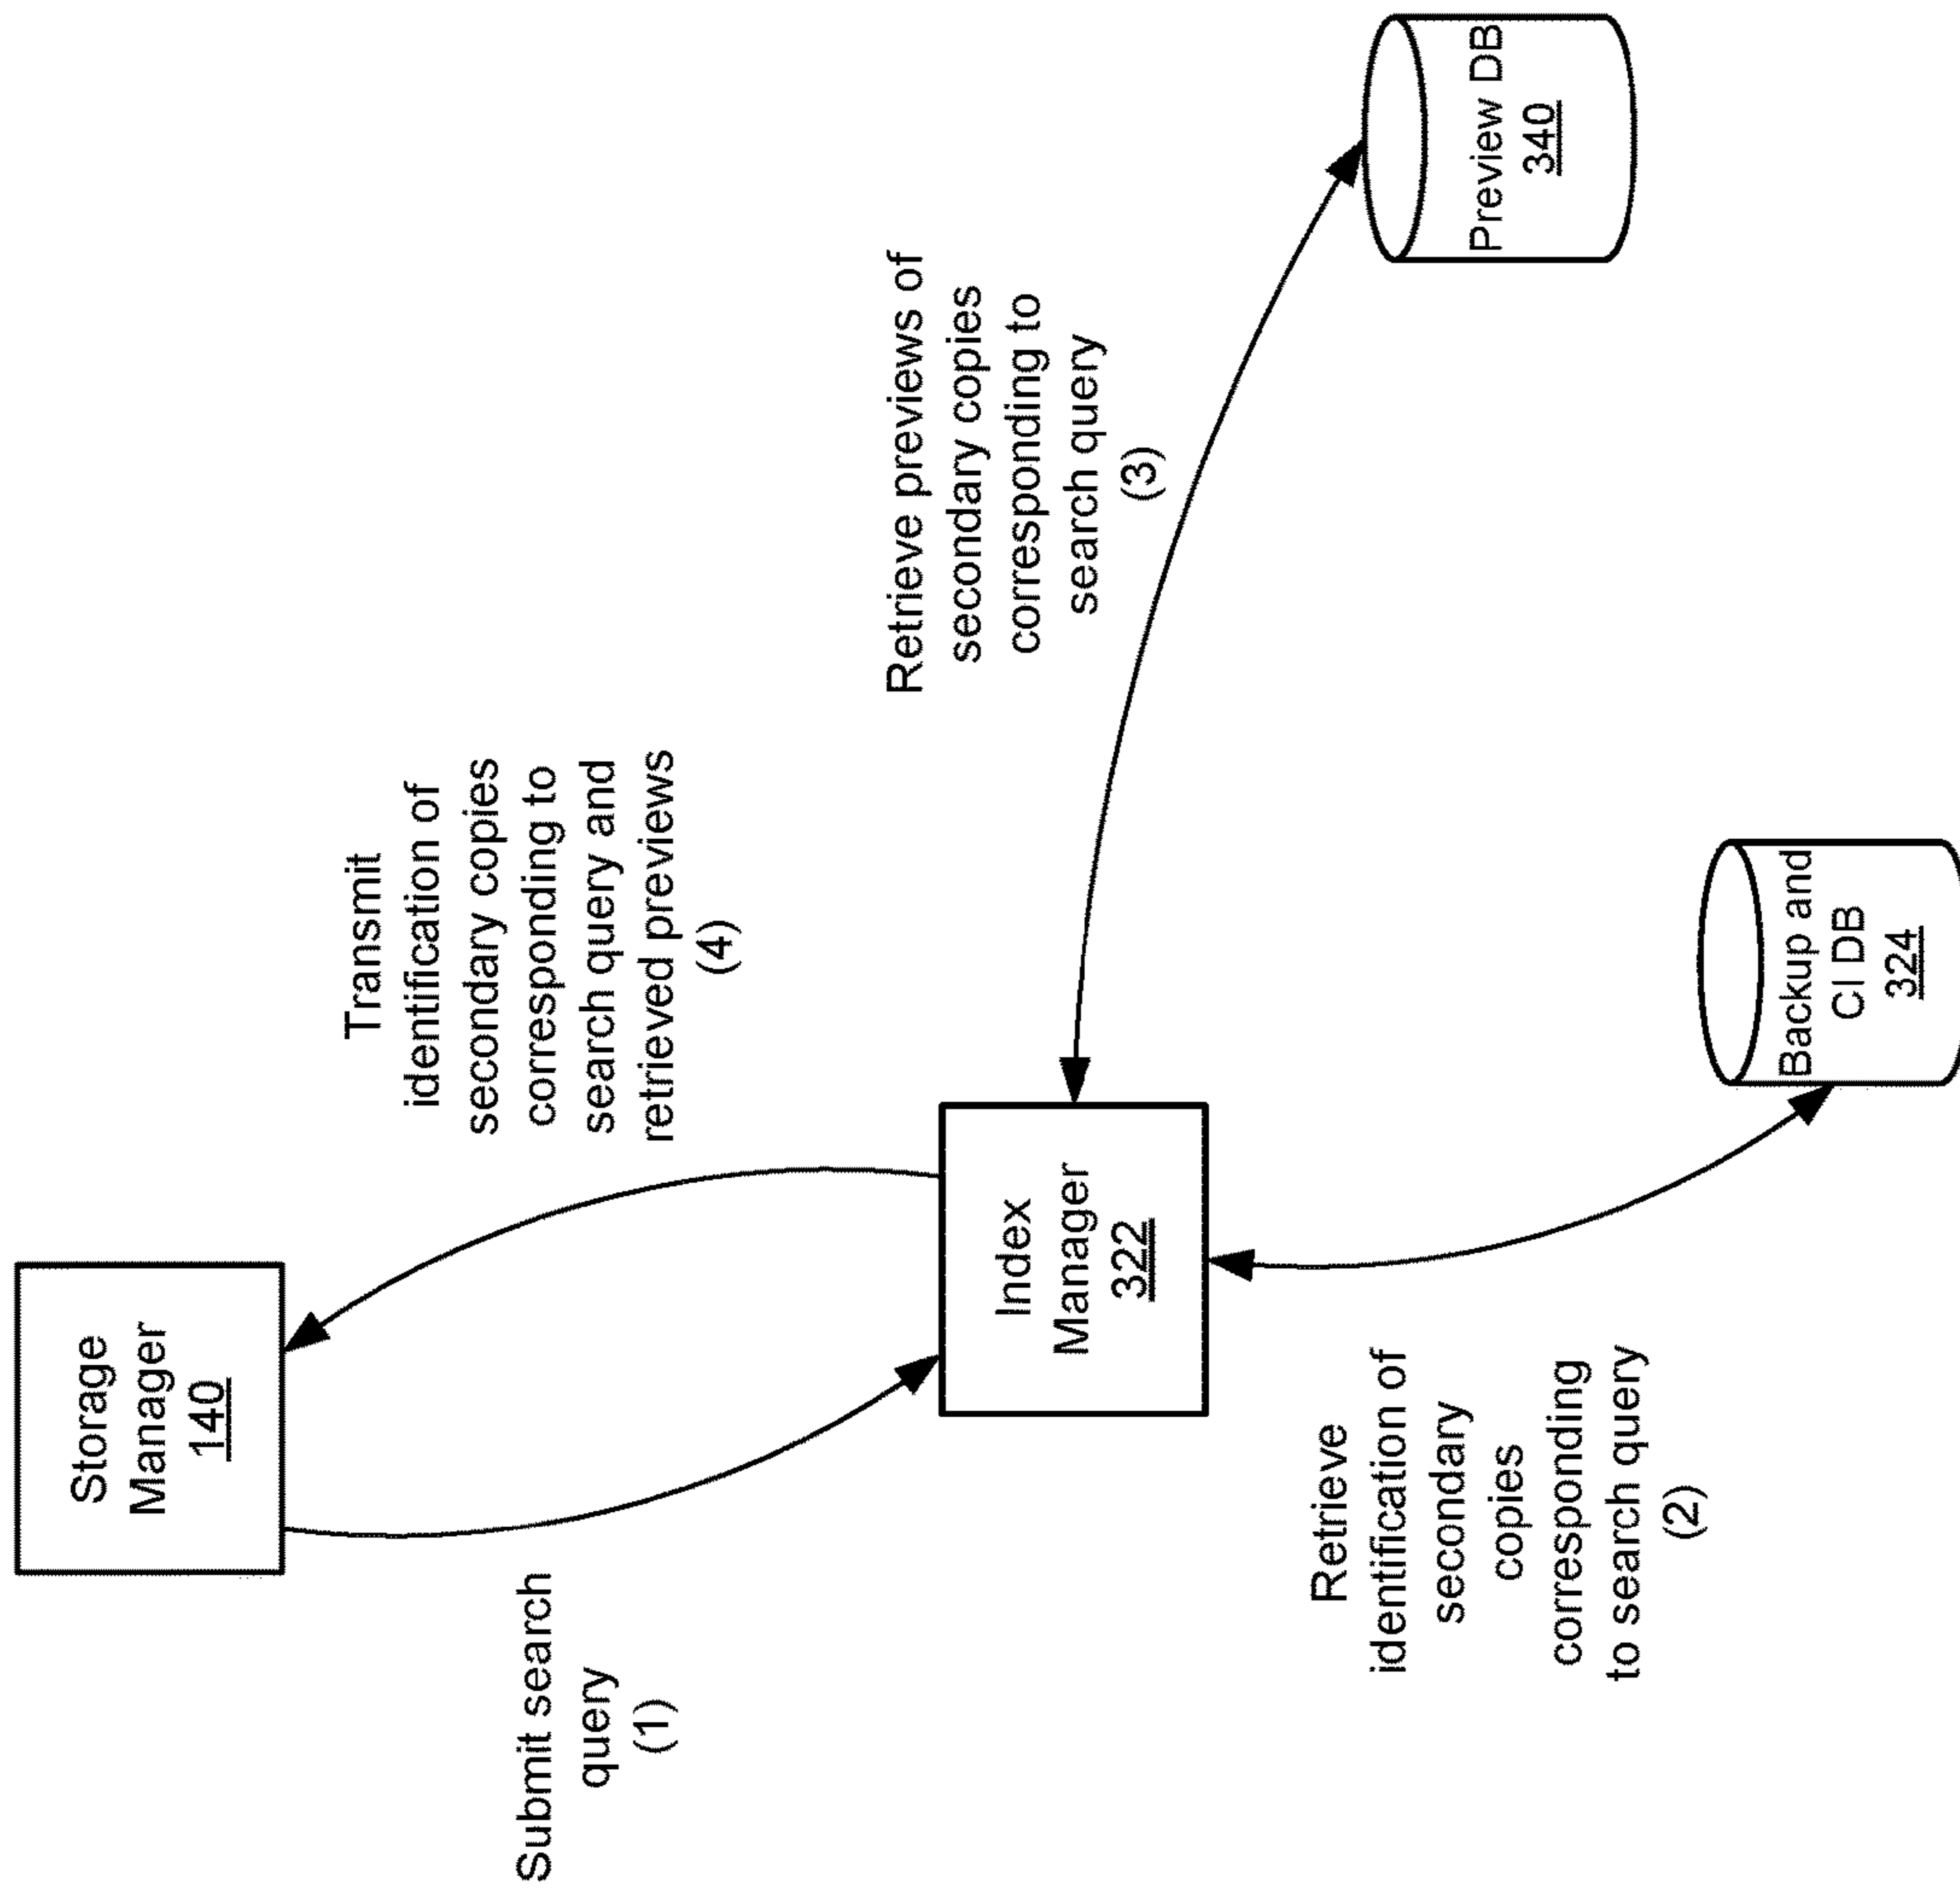 Storage
Manager
140
Submit search
query
(1)
Transmit
identification of
secondary copies
corresponding to
search query and
retrieved previews
(4)
Index
Manager
322
Retrieve
identification of
secondary
copies
corresponding
to search query
(2)
Retrieve previews of
secondary copies
corresponding to
search query
(3)
Backup and
CI DB
324
Preview DB
340